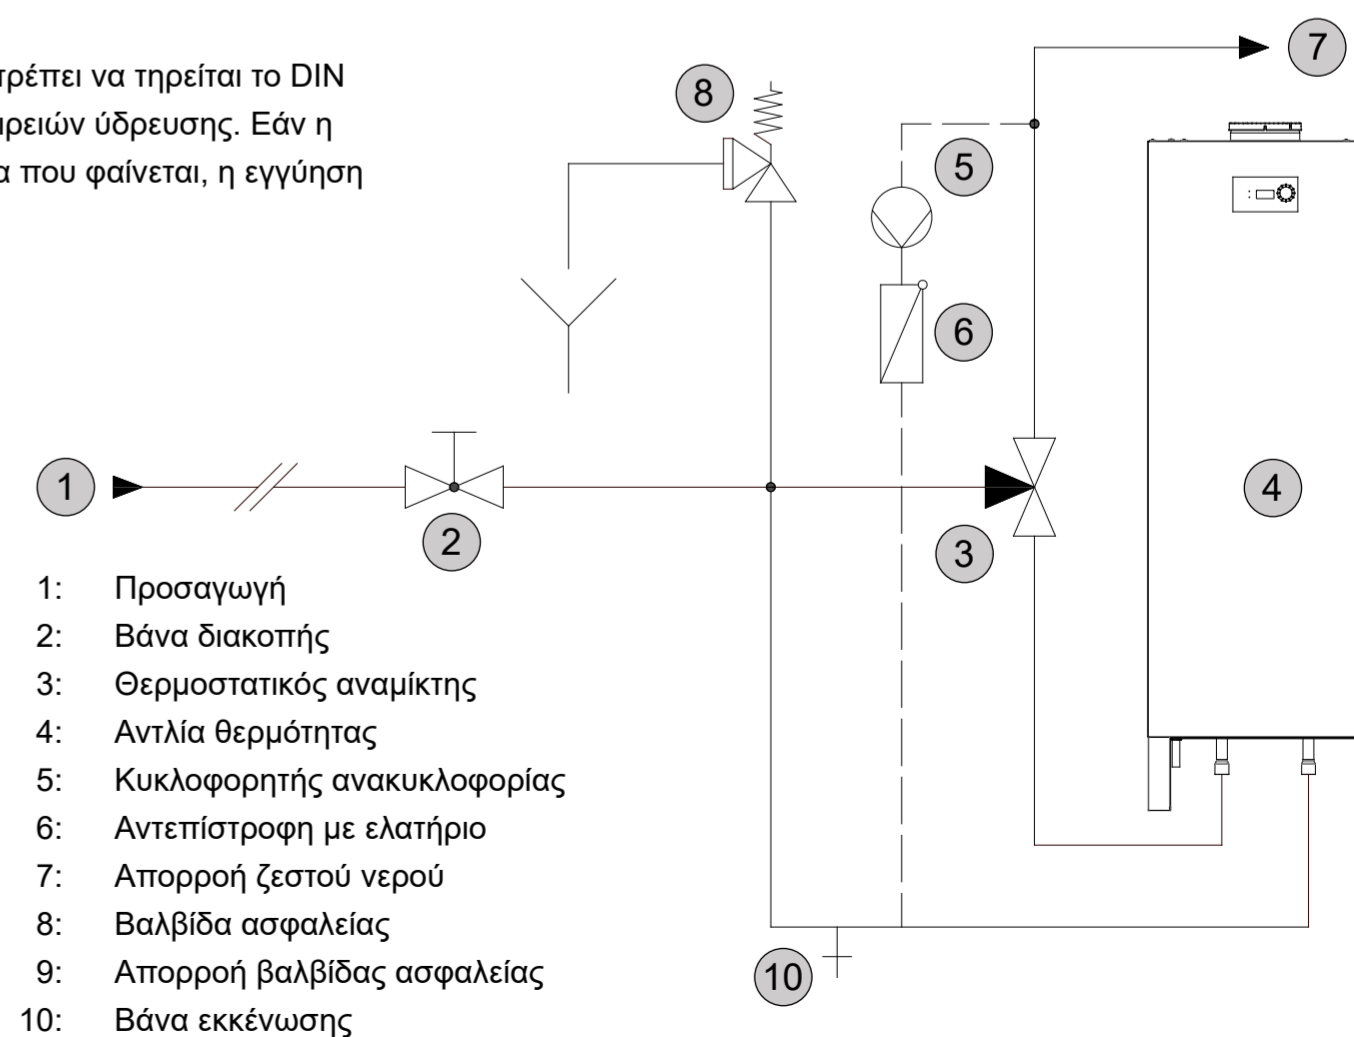 τρέπει να τηρείται το DIN
ιρειών ύδρευσης. Εάν η
α που φαίνεται, η εγγύηση
7
8
5
6
1
4
2
3
1: Προσαγωγή
2: Βάνα διακοπής
3: Θερμοστατικός αναμίκτης
4: Αντλία θερμότητας
5: Κυκλοφορητής ανακυκλοφορίας
6: Αντεπίστροφη με ελατήριο
7: Απορροή ζεστού νερού
8: Βαλβίδα ασφαλείας
9: Απορροή βαλβίδας ασφαλείας
10: Βάνα εκκένωσης
10